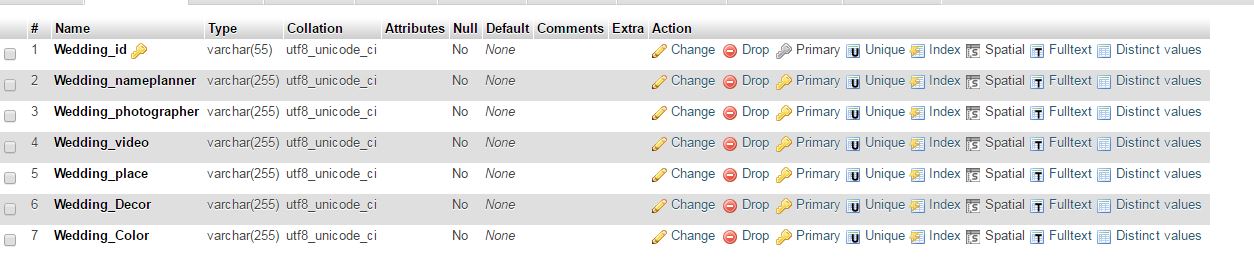 # Name Type Collation Attributes Null Default Comments Extra Action
1 Wedding_id varchar(55) utf8_unicode_ci No None Change Drop Primary Unique Index Spatial Fulltext Distinct values
2 Wedding_nameplanner varchar(255) utf8_unicode_ci No None Change Drop Primary Unique Index Spatial Fulltext Distinct values
3 Wedding_photographer varchar(255) utf8_unicode_ci No None Change Drop Primary Unique Index Spatial Fulltext Distinct values
4 Wedding_video varchar(255) utf8_unicode_ci No None Change Drop Primary Unique Index Spatial Fulltext Distinct values
5 Wedding_place varchar(255) utf8_unicode_ci No None Change Drop Primary Unique Index Spatial Fulltext Distinct values
6 Wedding_Decor varchar(255) utf8_unicode_ci No None Change Drop Primary Unique Index Spatial Fulltext Distinct values
7 Wedding_Color varchar(255) utf8_unicode_ci No None Change Drop Primary Unique Index Spatial Fulltext Distinct values